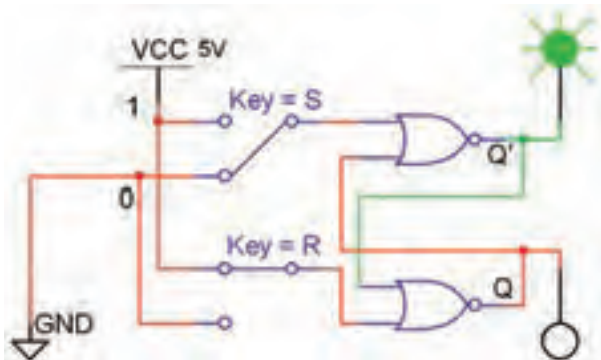 VCC 5V
1
Key = S
Q'
0
Key = R
Q
GND